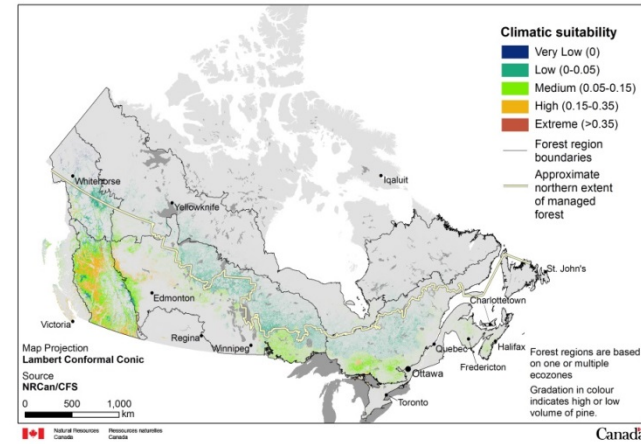 Climatic suitability
Very Low (0)
Low (0-0.05)
Medium (0.05-0.15)
High (0.15-0.35)
Extreme (>0.35)
Forest region
boundaries
Approximate
northern extent
of managed
forest
Whitehorse
Yellowknife
Iqaluit
Edmonton
Victoria
Regina
Winnipeg
Ottawa
Toronto
Quebec
Fredericton
Charlottetown
Halifax
St. John's
Map Projection
Lambert Conformal Conic
Source
NRCan/CFS
0 500 1,000
km
Forest regions are based
on one or multiple
ecozones
Gradation in colour
indicates high or low
volume of pine.
Natural Resources Ressources naturelles
Canada Canada
Canada